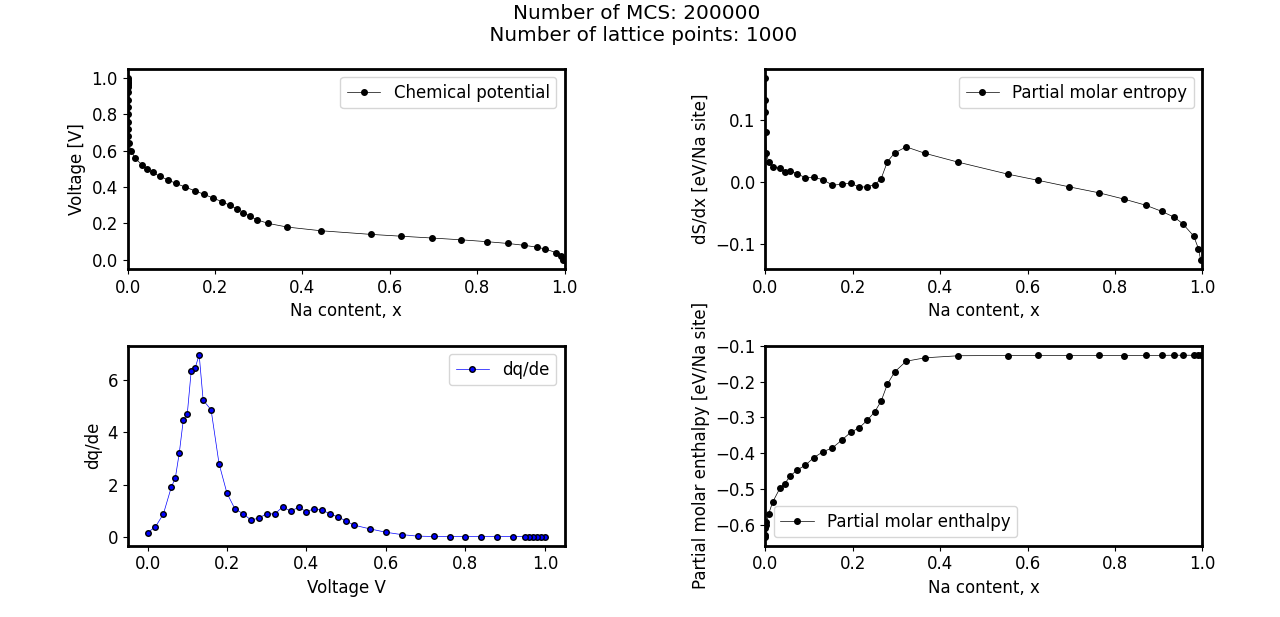 Number of MCS: 200000
Number of lattice points: 1000
Voltage [V]
1.0
0.8
0.6
0.4
0.2
0.0
Chemical potential
0.0 0.2 0.4 0.6 0.8 1.0
Na content, x
dS/dx [eV/Na site]
0.1
0.0
−0.1
Partial molar entropy
0.0 0.2 0.4 0.6 0.8 1.0
Na content, x
dq/de
6
4
2
0
dq/de
0.0 0.2 0.4 0.6 0.8 1.0
Voltage V
Partial molar enthalpy [eV/Na site]
−0.1
−0.2
−0.3
−0.4
−0.5
−0.6
Partial molar enthalpy
0.0 0.2 0.4 0.6 0.8 1.0
Na content, x